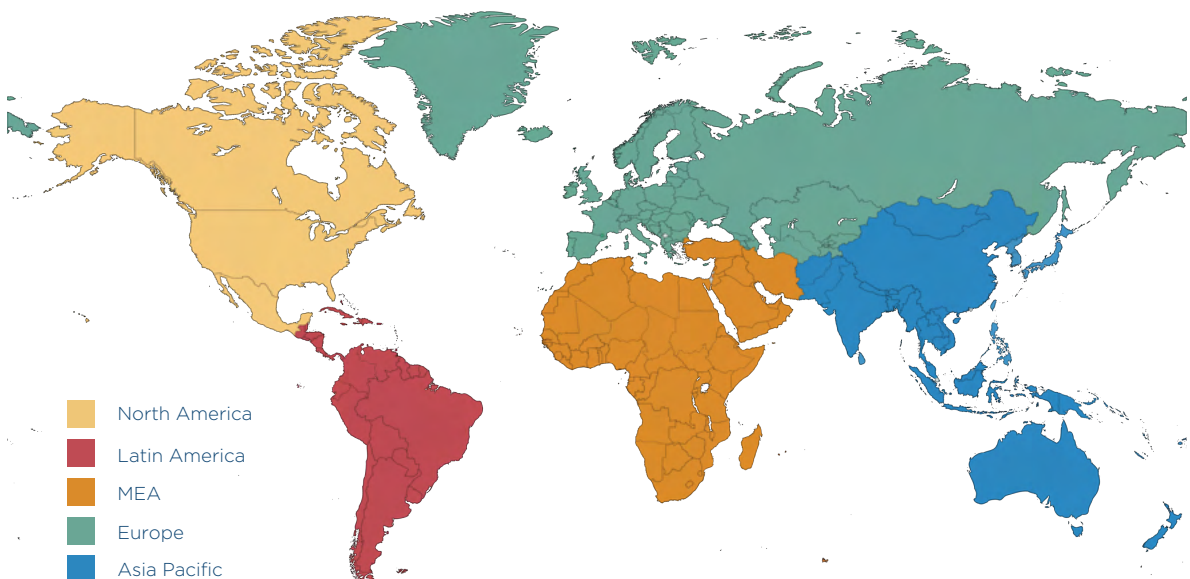 North America
Latin America
MEA
Europe
Asia Pacific